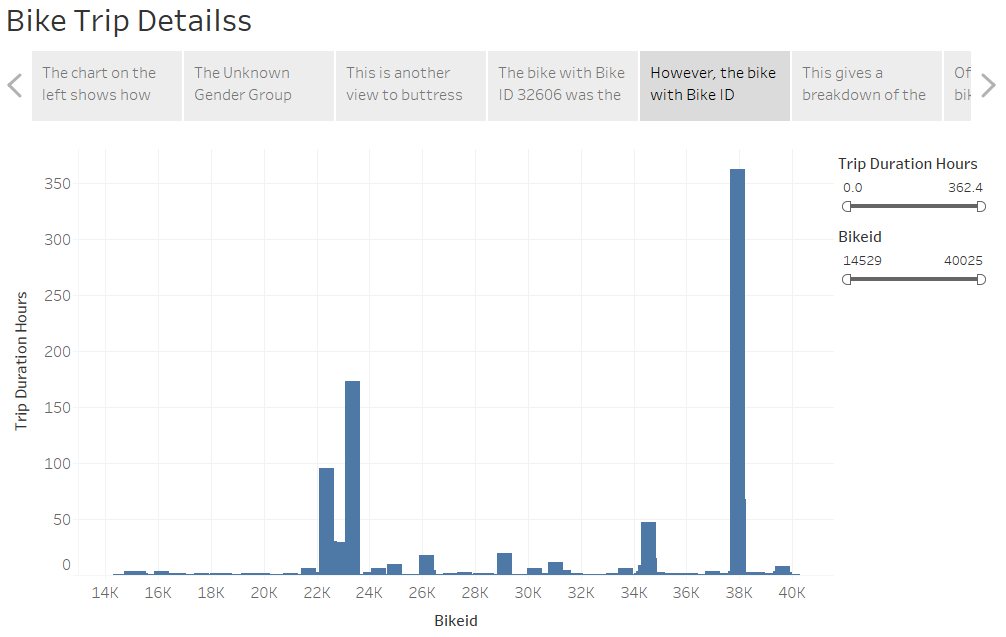 Bike Trip Detailss
The chart on the
left shows how
The Unknown
Gender Group
This is another
view to buttress
The bike with Bike
ID 32606 was the
However, the bike
with Bike ID
This gives a
breakdown of the
Of
bik
350
300
250
200
150
100
50
0
Trip Duration Hours
14K 16K 18K 20K 22K 24K 26K 28K 30K 32K 34K 36K 38K 40K
Bikeid
Trip Duration Hours
0.0 362.4
Bikeid
14529 40025